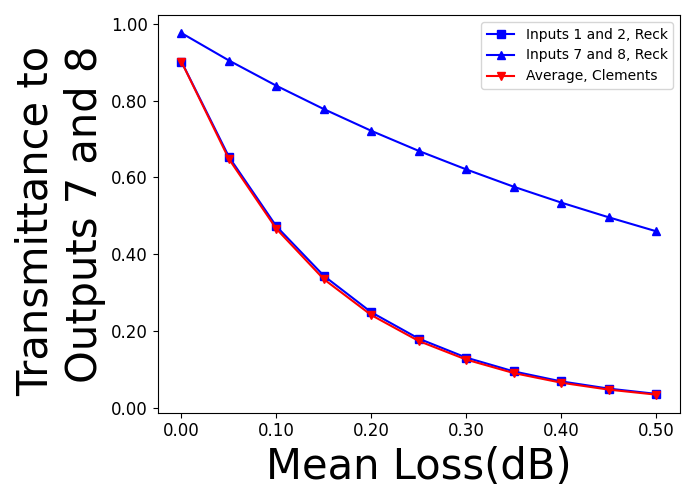 Transmittance to
Outputs 7 and 8
1.00
0.80
0.60
0.40
0.20
0.00
Inputs 1 and 2, Reck
Inputs 7 and 8, Reck
Average, Clements
0.00 0.10 0.20 0.30 0.40 0.50
Mean Loss(dB)